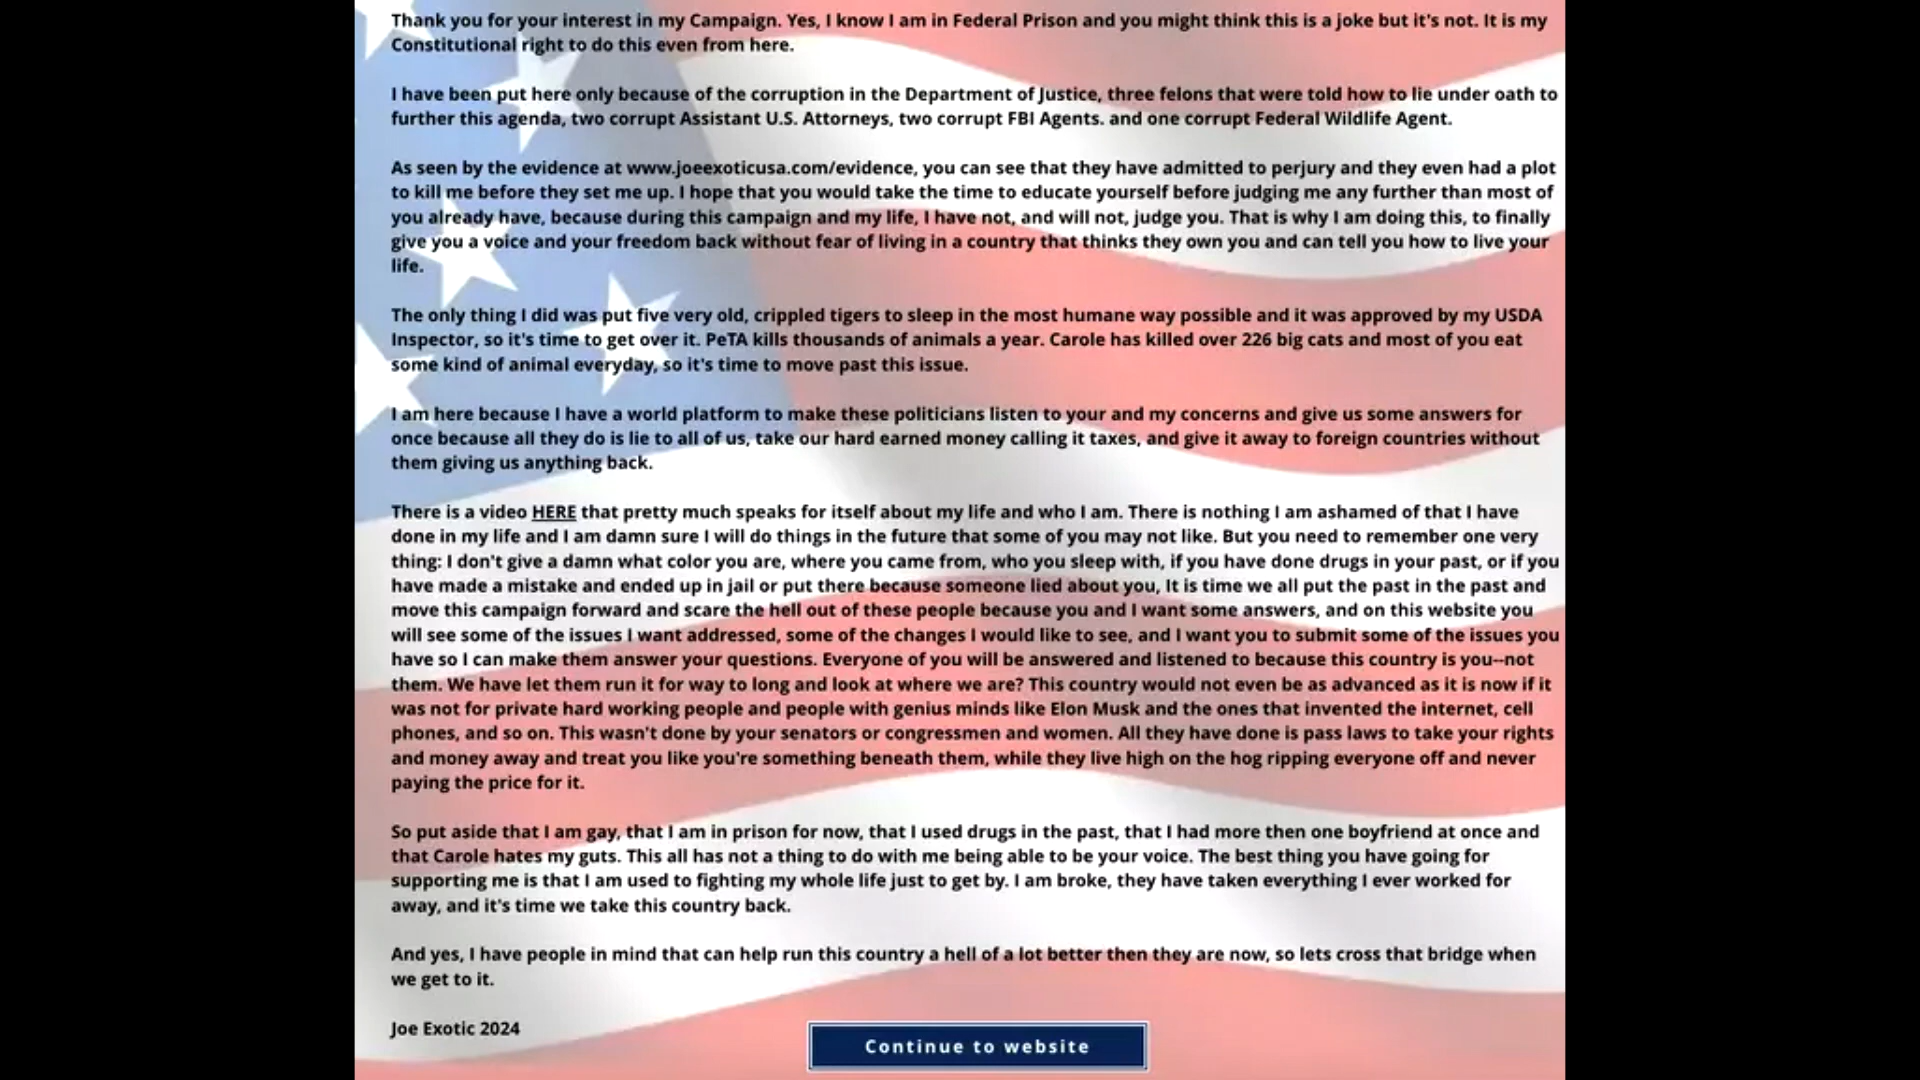 Thank you for your interest in my Campaign. Yes, I know I am in Federal Prison and you might think this is a joke but it's not. It is my
Constitutional right to do this even from here.
I have been put here only because of the corruption in the Department of Justice, three felons that were told how to lie under oath to
further this agenda, two corrupt Assistant U.S. Attorneys, two corrupt FBI Agents. and one corrupt Federal Wildlife Agent.
As seen by the evidence at www.joeexoticusa.com/evidence, you can see that they have admitted to perjury and they even had a plot
to kill me before they set me up. I hope that you would take the time to educate yourself before judging me any further than most of
you already have, because during this campaign and my life, I have not, and will not, judge you. That is why I am doing this, to finally
give you a voice and your freedom back without fear of living in a country that thinks they own you and can tell you how to live your
life.
The only thing I did was put five very old, crippled tigers to sleep in the most humane way possible and it was approved by my USDA
Inspector, so it's time to get over it. PeTA kills thousands of animals a year. Carole has killed over 226 big cats and most of you eat
some kind of animal everyday, so it's time to move past this issue.
I am here because I have a world platform to make these politicians listen to your and my concerns and give us some answers for
once because all they do is lie to all of us, take our hard earned money calling it taxes, and give it away to foreign countries without
them giving us anything back.
There is a video HERE that pretty much speaks for itself about my life and who I am. There is nothing I am ashamed of that I have
done in my life and I am damn sure I will do things in the future that some of you may not like. But you need to remember one very
thing: I don't give a damn what color you are, where you came from, who you sleep with, if you have done drugs in your past, or if you
have made a mistake and ended up in jail or put there because someone lied about you, It is time we all put the past in the past and
move this campaign forward and scare the hell out of these people because you and I want some answers, and on this website you
will see some of the issues I want addressed, some of the changes I would like to see, and I want you to submit some of the issues you
have so I can make them answer your questions. Everyone of you will be answered and listened to because this country is you--not
them. We have let them run it for way to long and look at where we are? This country would not even be as advanced as it is now if it
was not for private hard working people and people with genius minds like Elon Musk and the ones that invented the internet, cell
phones, and so on. This wasn't done by your senators or congressmen and women. All they have done is pass laws to take your rights
and money away and treat you like you're something beneath them, while they live high on the hog ripping everyone off and never
paying the price for it.
So put aside that I am gay, that I am in prison for now, that I used drugs in the past, that I had more then one boyfriend at once and
that Carole hates my guts. This all has not a thing to do with me being able to be your voice. The best thing you have going for
supporting me is that I am used to fighting my whole life just to get by. I am broke, they have taken everything I ever worked for
away, and it's time we take this country back.
And yes, I have people in mind that can help run this country a hell of a lot better then they are now, so lets cross that bridge when
we get to it.
Joe Exotic 2024
Continue to website